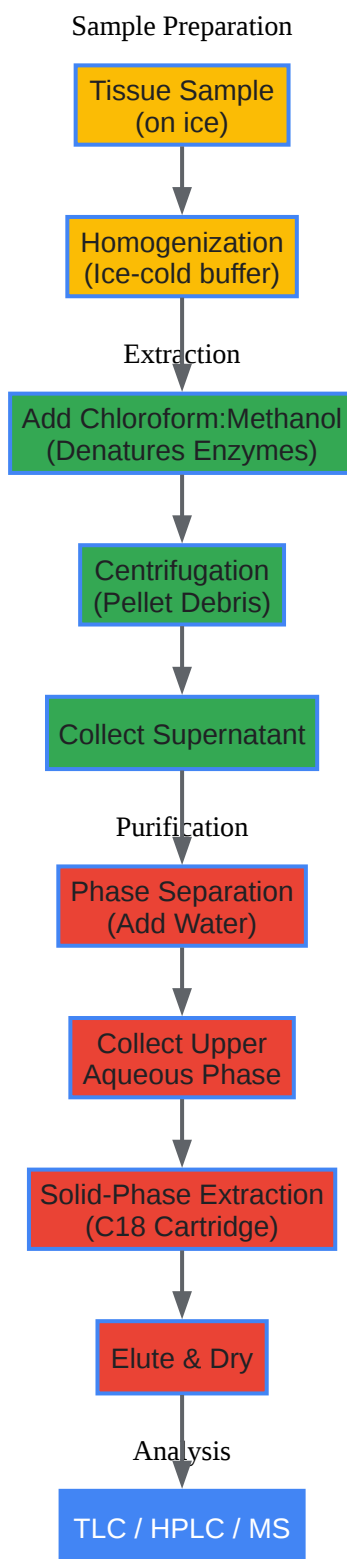 Sample Preparation
Tissue Sample
(on ice)
Homogenization
(Ice-cold buffer)
Extraction
Add Chloroform:Methanol
(Denatures Enzymes)
Centrifugation
(Pellet Debris)
Collect Supernatant
Purification
Phase Separation
(Add Water)
Collect Upper
Aqueous Phase
Solid-Phase Extraction
(C18 Cartridge)
Elute & Dry
Analysis
TLC / HPLC / MS